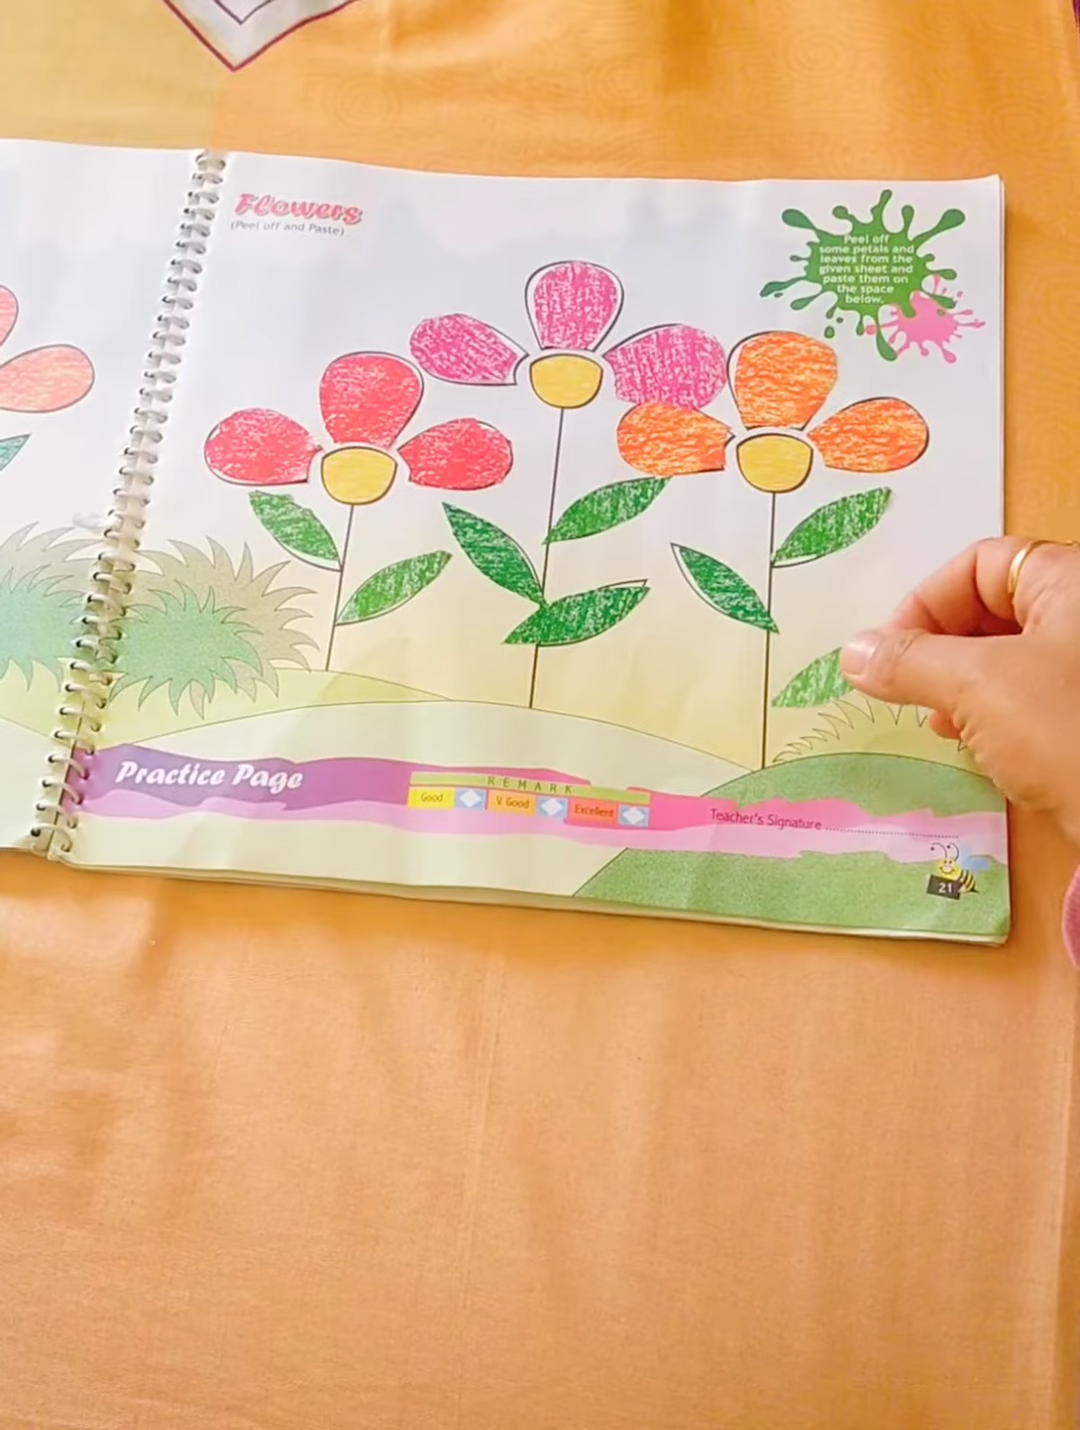 Flowers
(Peel off and Paste)
Peel off
some petals and
leaves from the
given sheet and
paste them on
the space
below.
Practice Page
REMARK
Good
V. Good
Excellent
Teacher's Signature
21